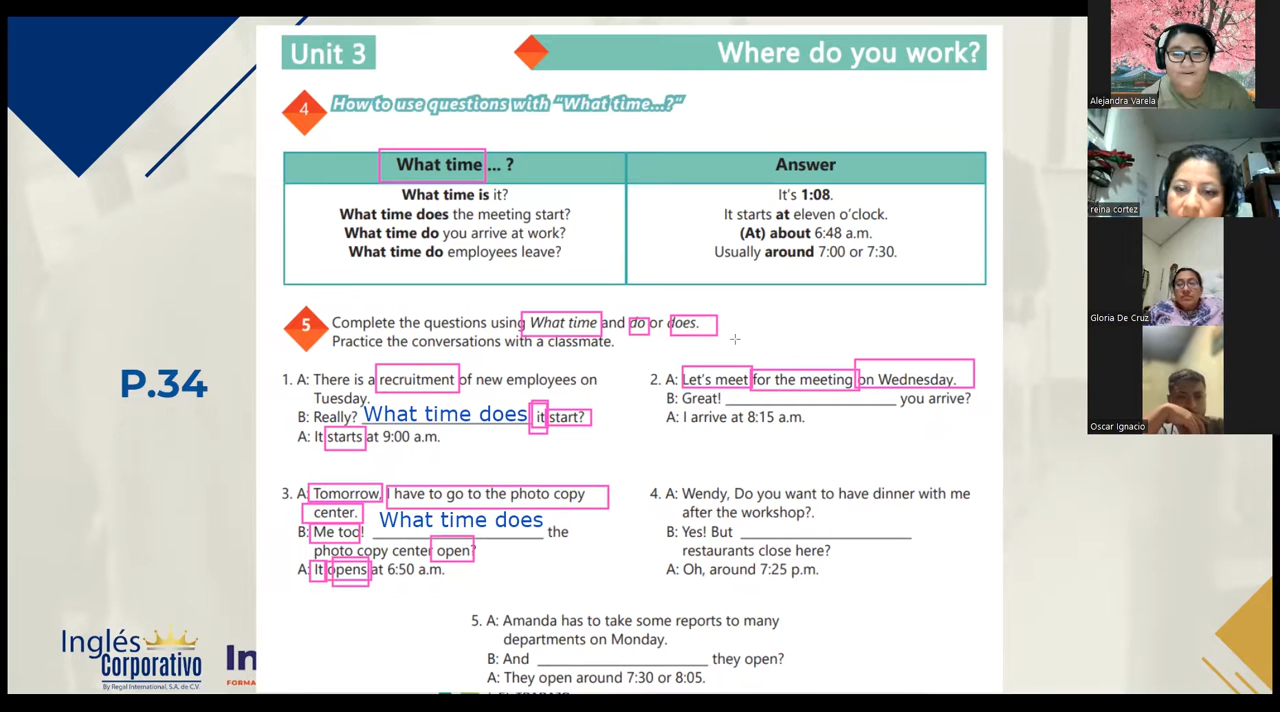 Unit 3
Where do you work?
4
How to use questions with "What time...?"
What time ... ?
Answer
What time is it?
It's 1:08.
What time does the meeting start?
It starts at eleven o'clock.
What time do you arrive at work?
(At) about 6:48 a.m.
What time do employees leave?
Usually around 7:00 or 7:30.
5
Complete the questions using What time and do or does.
Practice the conversations with a classmate.
P.34
1. A: There is a recruitment of new employees on
Tuesday.
B: Really? What time does it start?
A: It starts at 9:00 a.m.
2. A: Let's meet for the meeting on Wednesday.
B: Great! ____________________ you arrive?
A: I arrive at 8:15 a.m.
3. A: Tomorrow, I have to go to the photo copy
center.
B: Me too! What time does the
photo copy center open?
A: It opens at 6:50 a.m.
4. A: Wendy, Do you want to have dinner with me
after the workshop?.
B: Yes! But ____________________
restaurants close here?
A: Oh, around 7:25 p.m.
5. A: Amanda has to take some reports to many
departments on Monday.
B: And ____________________ they open?
A: They open around 7:30 or 8:05.
Inglés
Corporativo
By Regal International, S.A. de C.V.
In
FORMA
Alejandra Varela
reina cortez
Gloria De Cruz
Oscar Ignacio